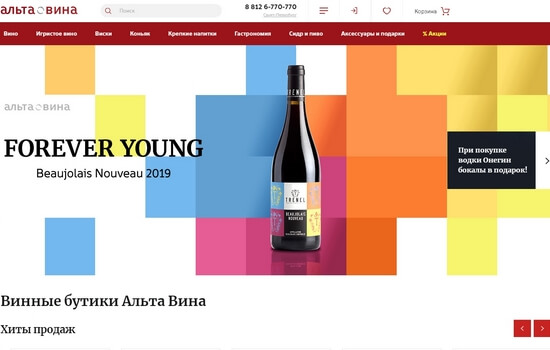 альта вина
Поиск
8 812 6-770-770
Санкт-Петербург
Корзина
Вино Игристое вино Виски Коньяк Крепкие напитки Гастрономия Сидр и пиво Аксессуары и подарки % Акции
альта вина
FOREVER YOUNG
Beaujolais Nouveau 2019
TRENEL
BEAUJOLAIS
NOUVEAU
При покупке
водки Онегин
бокалы в подарок!
Винные бутики Альта Вина
Хиты продаж